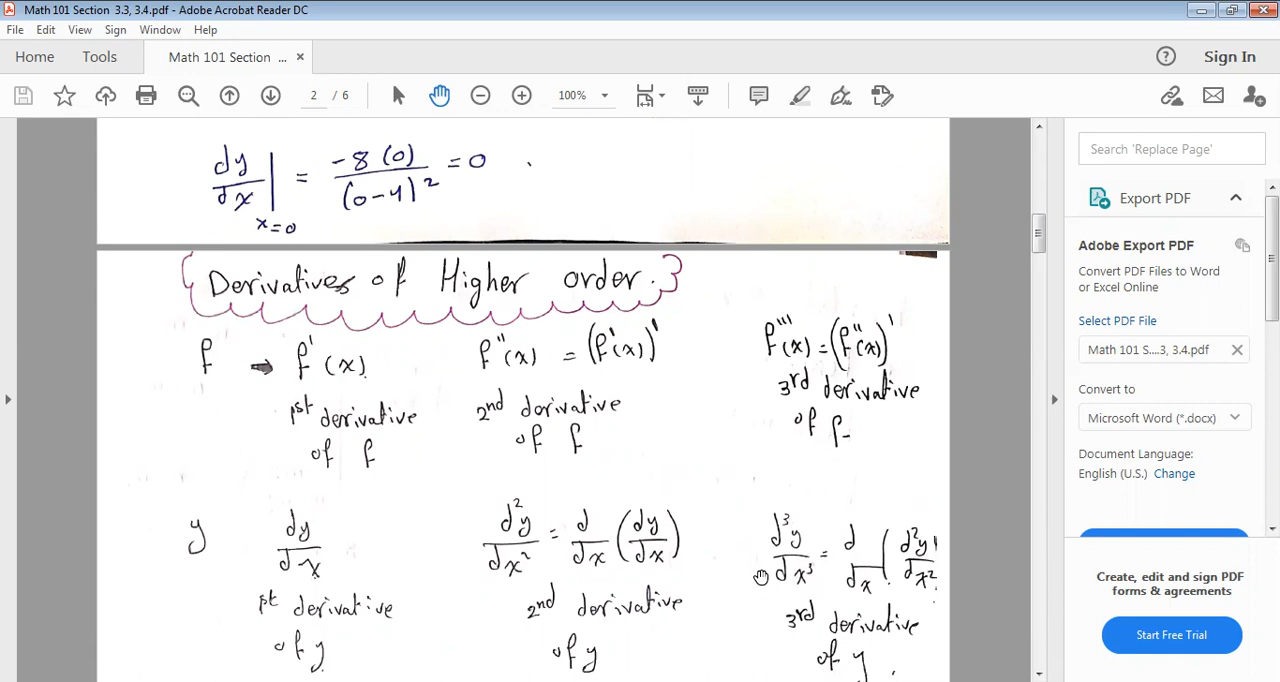 Math 101 Section 3.3, 3.4.pdf - Adobe Acrobat Reader DC
File Edit View Sign Window Help
Home Tools Math 101 Section ... × Sign In
2 / 6 100%
dy/dx |x=0 = -8(0)/(0-4)² = 0
Derivatives of Higher order.
f → f'(x) f''(x) = (f'(x))' f'''(x) = (f''(x))'
1st derivative of f
2nd derivative of f
3rd derivative of f
y dy/dx d²y/dx² = d/dx (dy/dx) d³y/dx³ = d/dx (d²y/dx²
1st derivative of y
2nd derivative of y
3rd derivative of y
Search 'Replace Page'
Export PDF
Adobe Export PDF
Convert PDF Files to Word
or Excel Online
Select PDF File
Math 101 S....3, 3.4.pdf ×
Convert to
Microsoft Word (*.docx)
Document Language:
English (U.S.) Change
Create, edit and sign PDF
forms & agreements
Start Free Trial